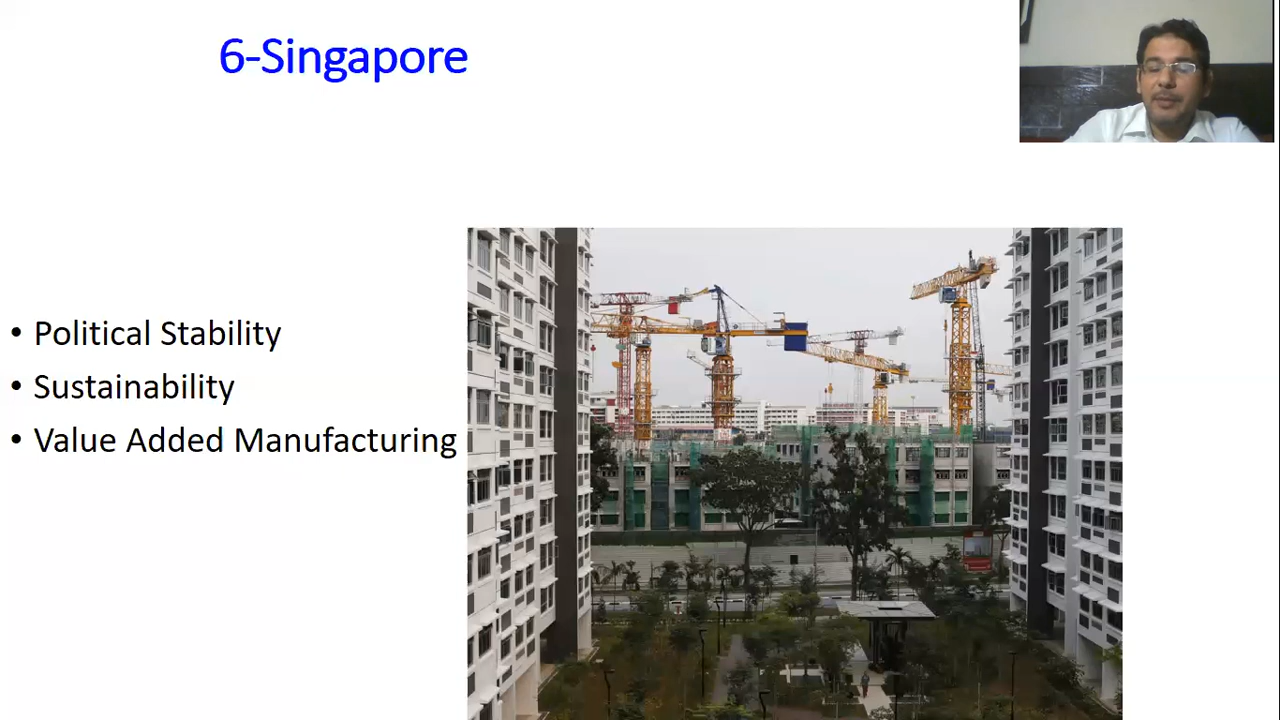 6-Singapore
• Political Stability
• Sustainability
• Value Added Manufacturing